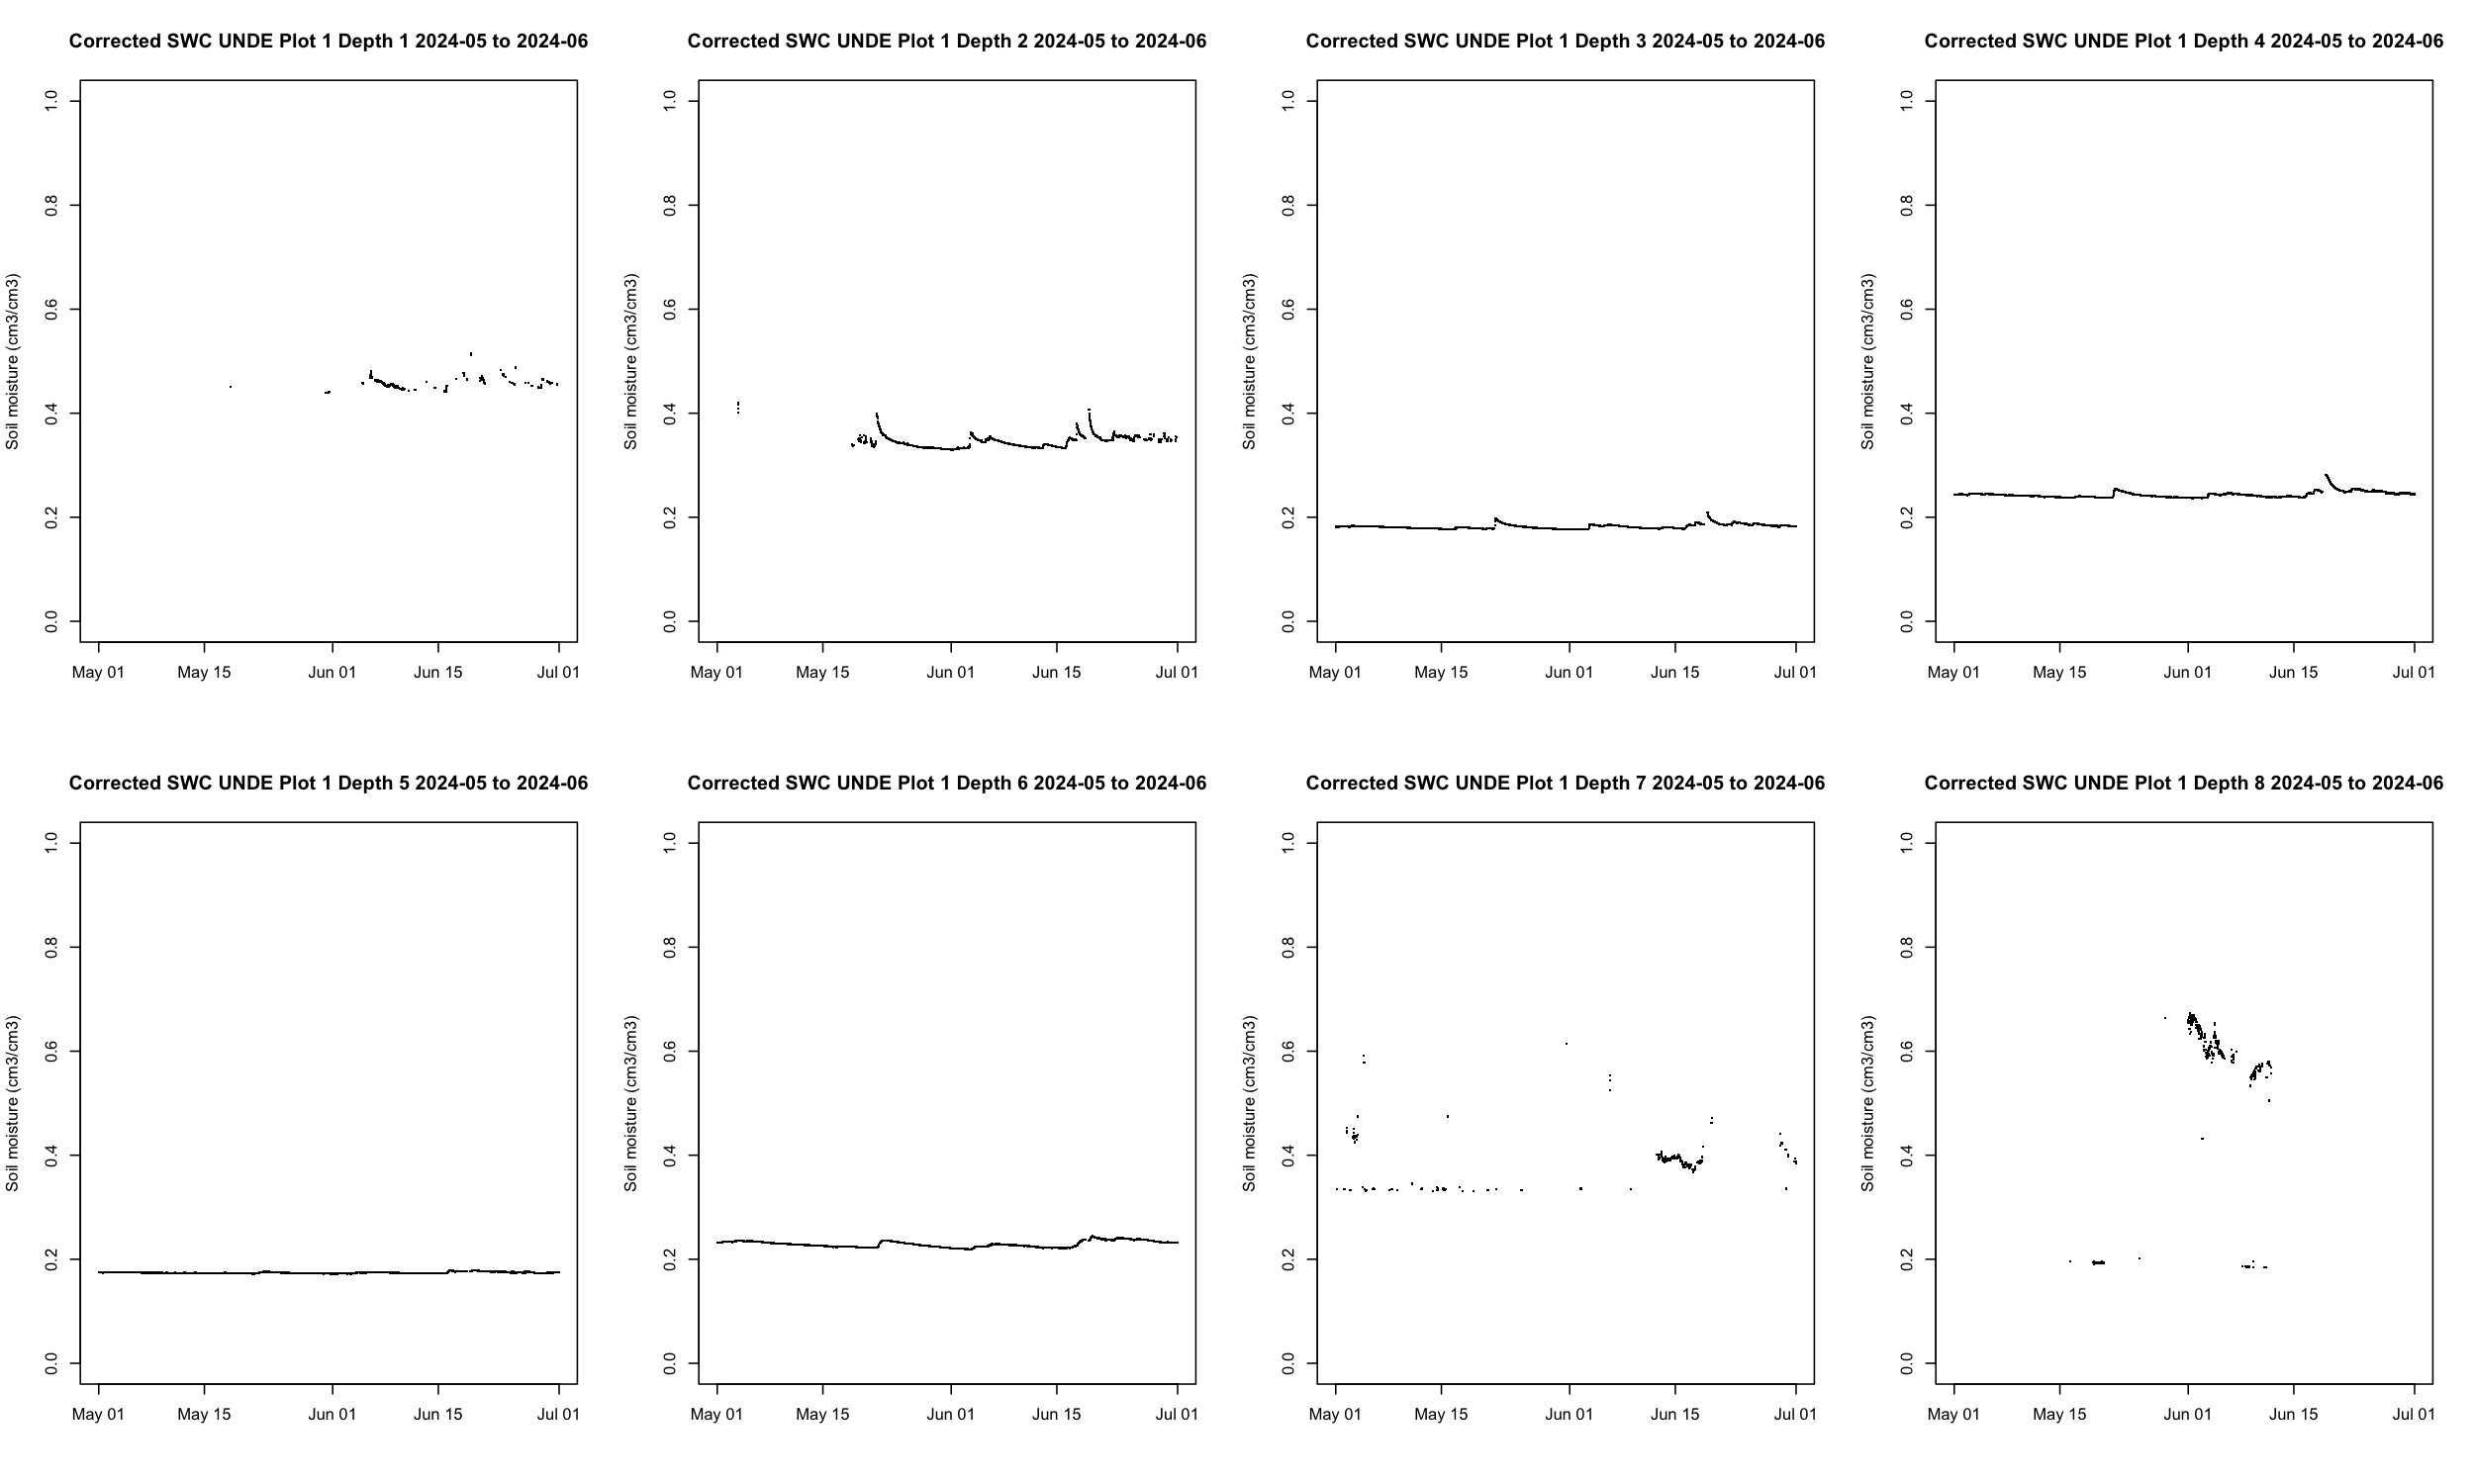 Corrected SWC UNDE Plot 1 Depth 1 2024-05 to 2024-06
Soil moisture (cm3/cm3)
1.0
0.8
0.6
0.4
0.2
0.0
May 01 May 15 Jun 01 Jun 15 Jul 01
Corrected SWC UNDE Plot 1 Depth 2 2024-05 to 2024-06
Soil moisture (cm3/cm3)
1.0
0.8
0.6
0.4
0.2
0.0
May 01 May 15 Jun 01 Jun 15 Jul 01
Corrected SWC UNDE Plot 1 Depth 3 2024-05 to 2024-06
Soil moisture (cm3/cm3)
1.0
0.8
0.6
0.4
0.2
0.0
May 01 May 15 Jun 01 Jun 15 Jul 01
Corrected SWC UNDE Plot 1 Depth 4 2024-05 to 2024-06
Soil moisture (cm3/cm3)
1.0
0.8
0.6
0.4
0.2
0.0
May 01 May 15 Jun 01 Jun 15 Jul 01
Corrected SWC UNDE Plot 1 Depth 5 2024-05 to 2024-06
Soil moisture (cm3/cm3)
1.0
0.8
0.6
0.4
0.2
0.0
May 01 May 15 Jun 01 Jun 15 Jul 01
Corrected SWC UNDE Plot 1 Depth 6 2024-05 to 2024-06
Soil moisture (cm3/cm3)
1.0
0.8
0.6
0.4
0.2
0.0
May 01 May 15 Jun 01 Jun 15 Jul 01
Corrected SWC UNDE Plot 1 Depth 7 2024-05 to 2024-06
Soil moisture (cm3/cm3)
1.0
0.8
0.6
0.4
0.2
0.0
May 01 May 15 Jun 01 Jun 15 Jul 01
Corrected SWC UNDE Plot 1 Depth 8 2024-05 to 2024-06
Soil moisture (cm3/cm3)
1.0
0.8
0.6
0.4
0.2
0.0
May 01 May 15 Jun 01 Jun 15 Jul 01